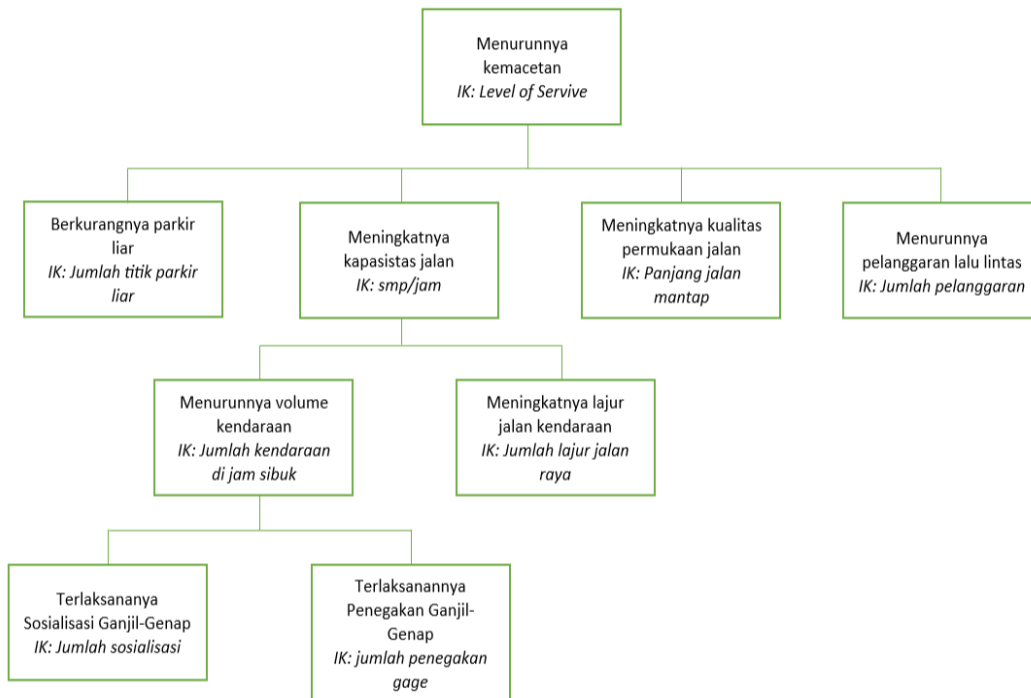 Menurunnya
kemacetan
IK: Level of Servive
Berkurangnya parkir
liar
IK: Jumlah titik parkir
liar
Meningkatnya
kapasistas jalan
IK: smp/jam
Meningkatnya kualitas
permukaan jalan
IK: Panjang jalan
mantap
Menurunnya
pelanggaran lalu lintas
IK: Jumlah pelanggaran
Menurunnya volume
kendaraan
IK: Jumlah kendaraan
di jam sibuk
Meningkatnya lajur
jalan kendaraan
IK: Jumlah lajur jalan
raya
Terlaksananya
Sosialisasi Ganjil-Genap
IK: Jumlah sosialisasi
Terlaksanannya
Penegakan Ganjil-
Genap
IK: jumlah penegakan
gage